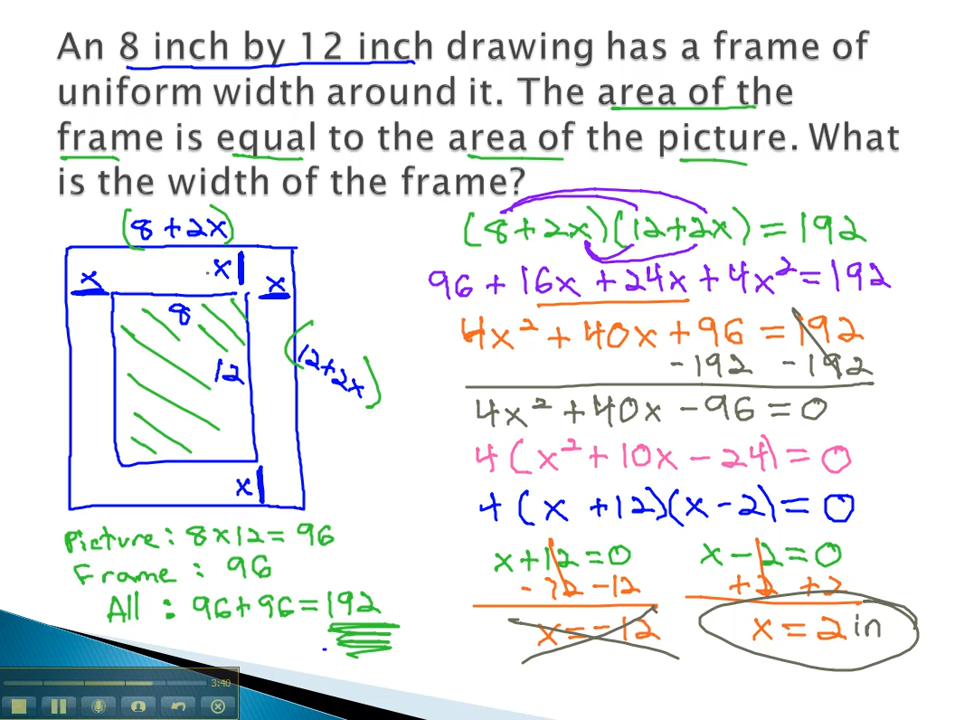 An 8 inch by 12 inch drawing has a frame of
uniform width around it. The area of the
frame is equal to the area of the picture. What
is the width of the frame?
(8 + 2x)
x
x
x
8
12
(12+2x)
x
Picture : 8 x 12 = 96
Frame : 96
All : 96+96 = 192
(8+2x)(12+2x) = 192
96 + 16x + 24x + 4x² = 192
4x² + 40x + 96 = 192
- 192 - 192
4x² + 40x - 96 = 0
4(x² + 10x - 24) = 0
4(x + 12)(x - 2) = 0
x+12=0 x-2=0
-12 -12 +2 +2
x = -12 x = 2 in
3:40